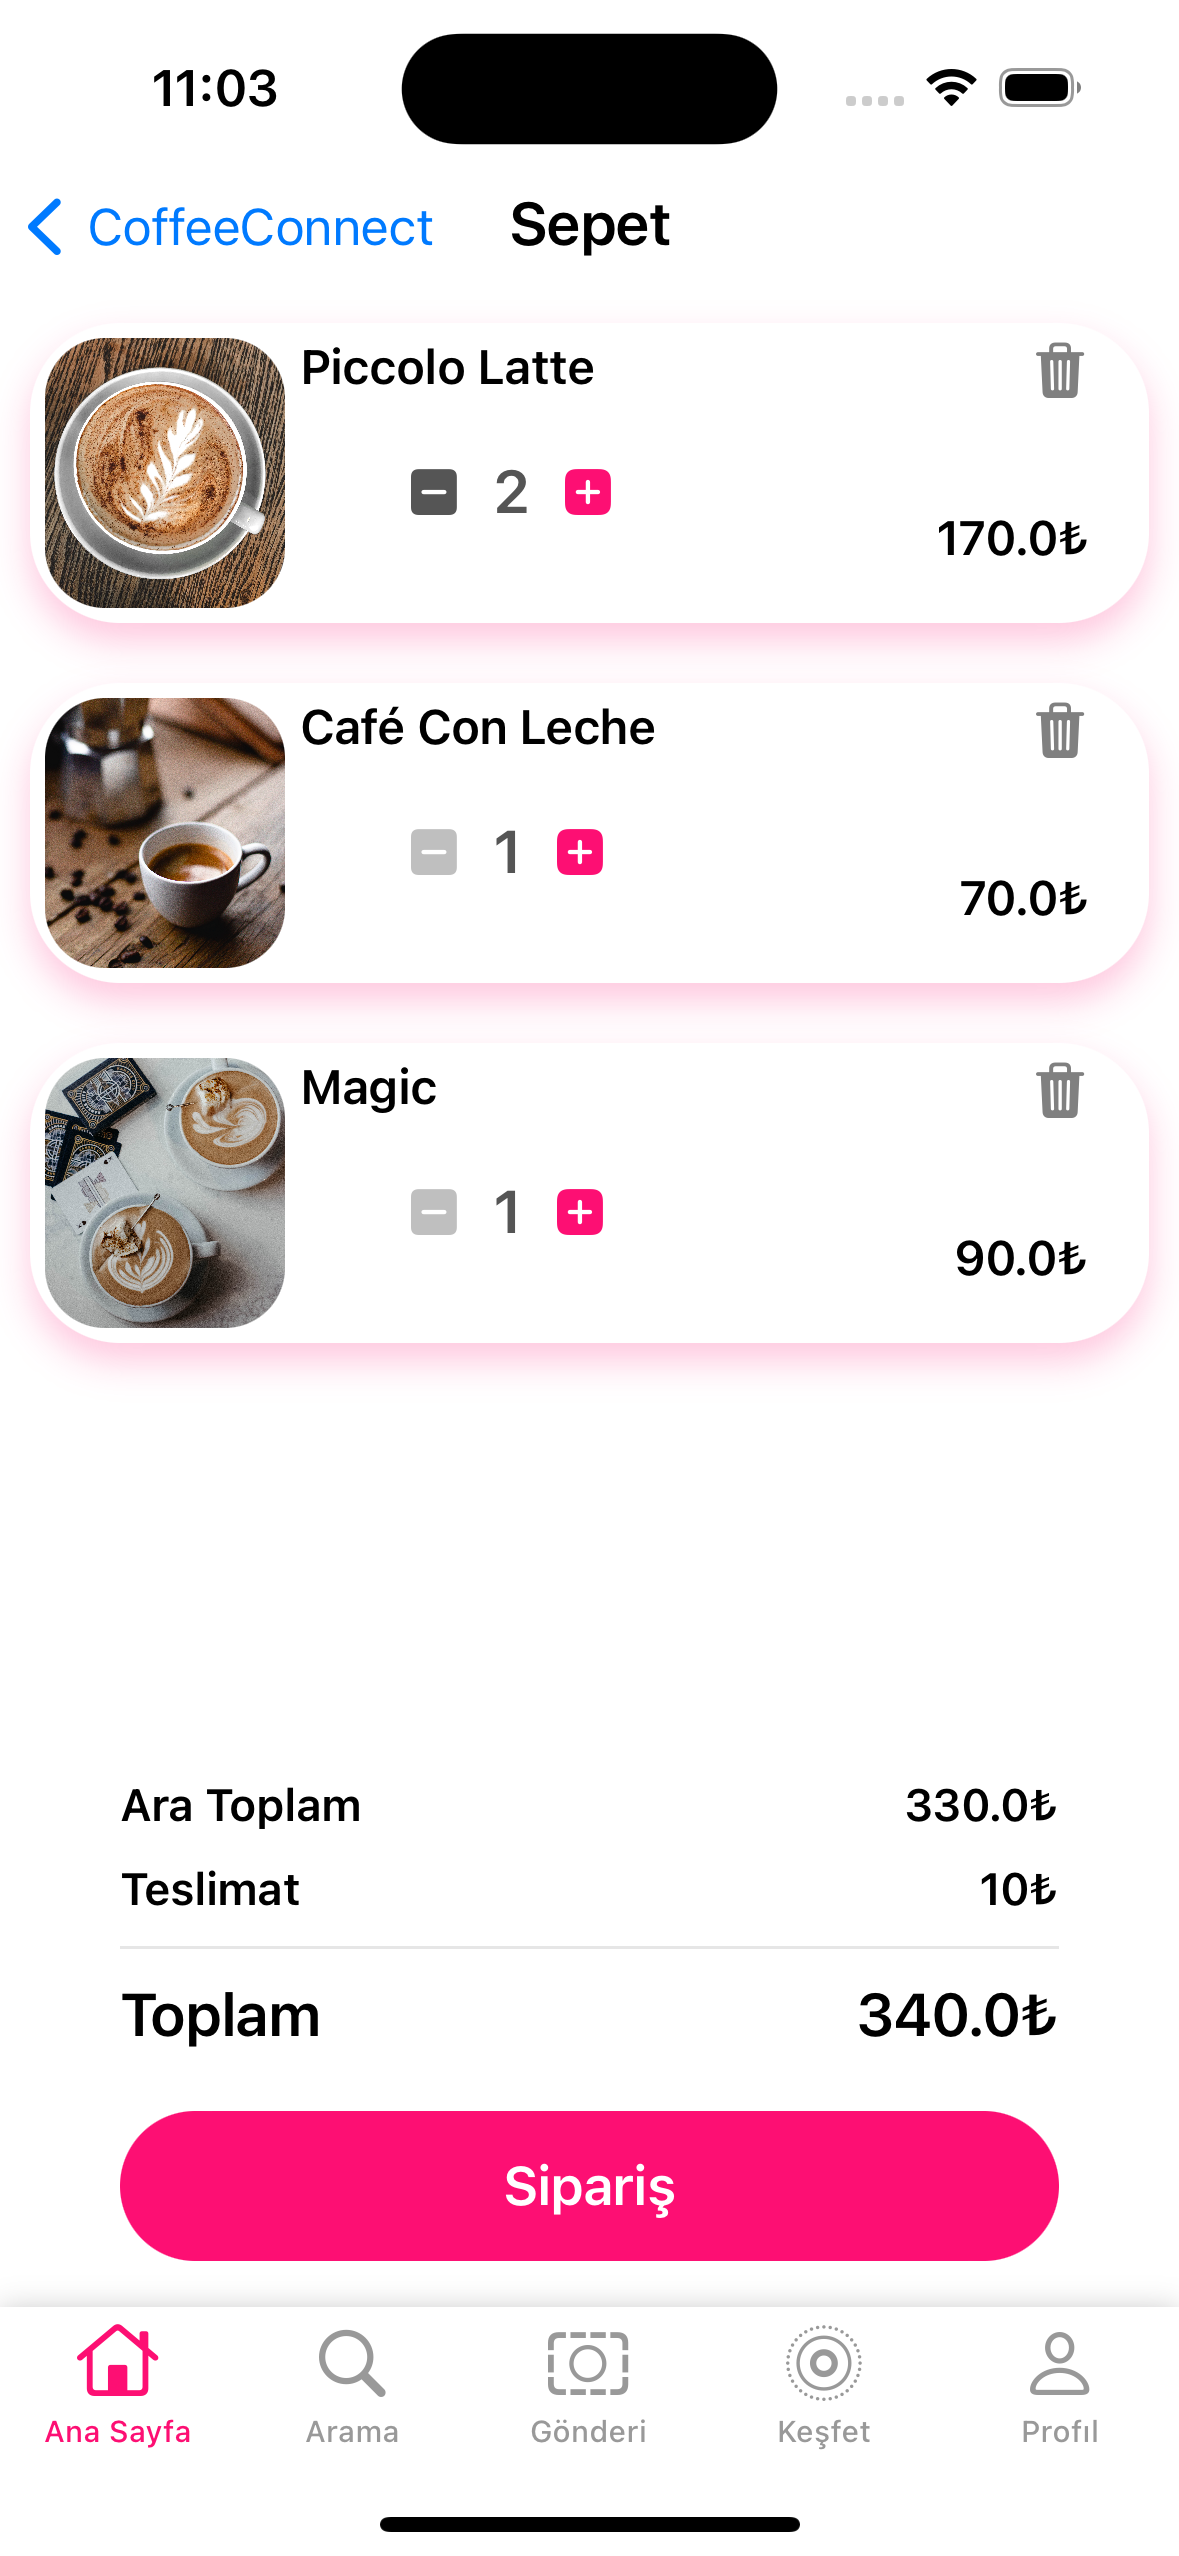 11:03
CoffeeConnect Sepet
Piccolo Latte
2
170.0₺
Café Con Leche
1
70.0₺
Magic
1
90.0₺
Ara Toplam 330.0₺
Teslimat 10₺
Toplam 340.0₺
Sipariş
Ana Sayfa Arama Gönderi Keşfet Profıl